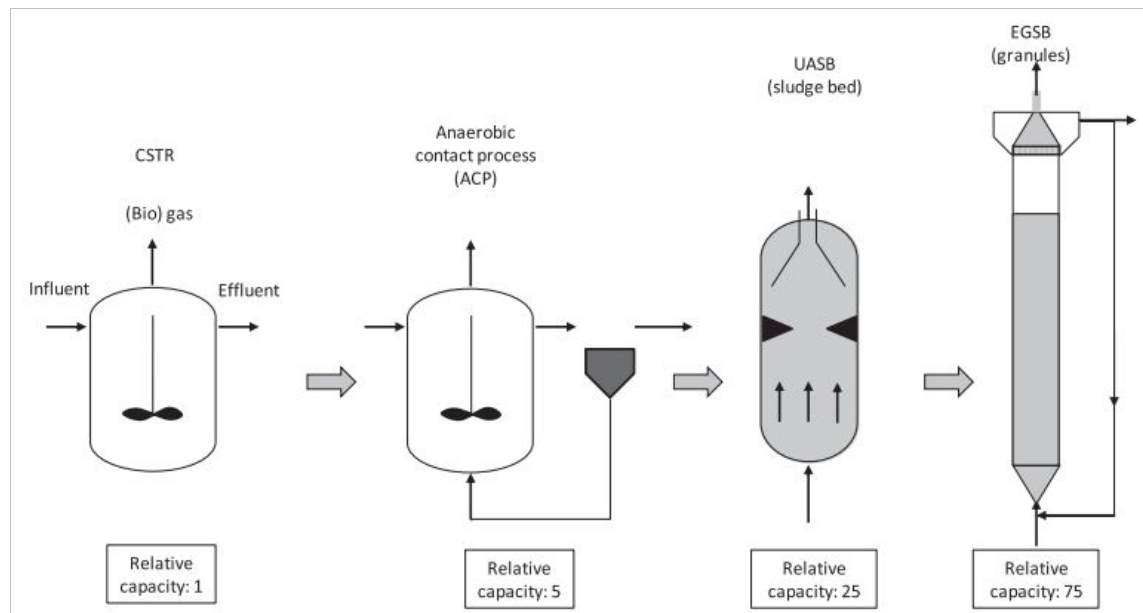 CSTR
(Bio) gas
Influent
Effluent
Relative
capacity: 1
Anaerobic
contact process
(ACP)
Relative
capacity: 5
UASB
(sludge bed)
Relative
capacity: 25
EGSB
(granules)
Relative
capacity: 75